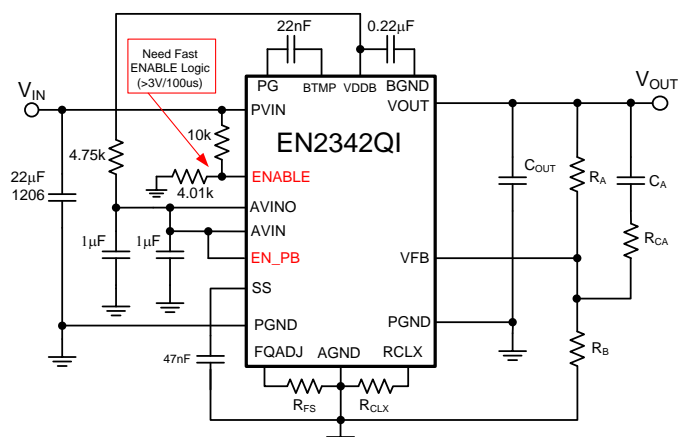 22nF
0.22µF
Need Fast
ENABLE Logic
(>3V/100us)
PG
BTMP
VDDB
BGND
VIN
VOUT
PVIN
VOUT
10k
EN2342QI
4.75k
22µF
1206
4.01k
ENABLE
COUT
RA
CA
AVINO
AVIN
1µF
1µF
EN_PB
VFB
RCA
SS
PGND
PGND
47nF
FQADJ
AGND
RCLX
RB
RFS
RCLX